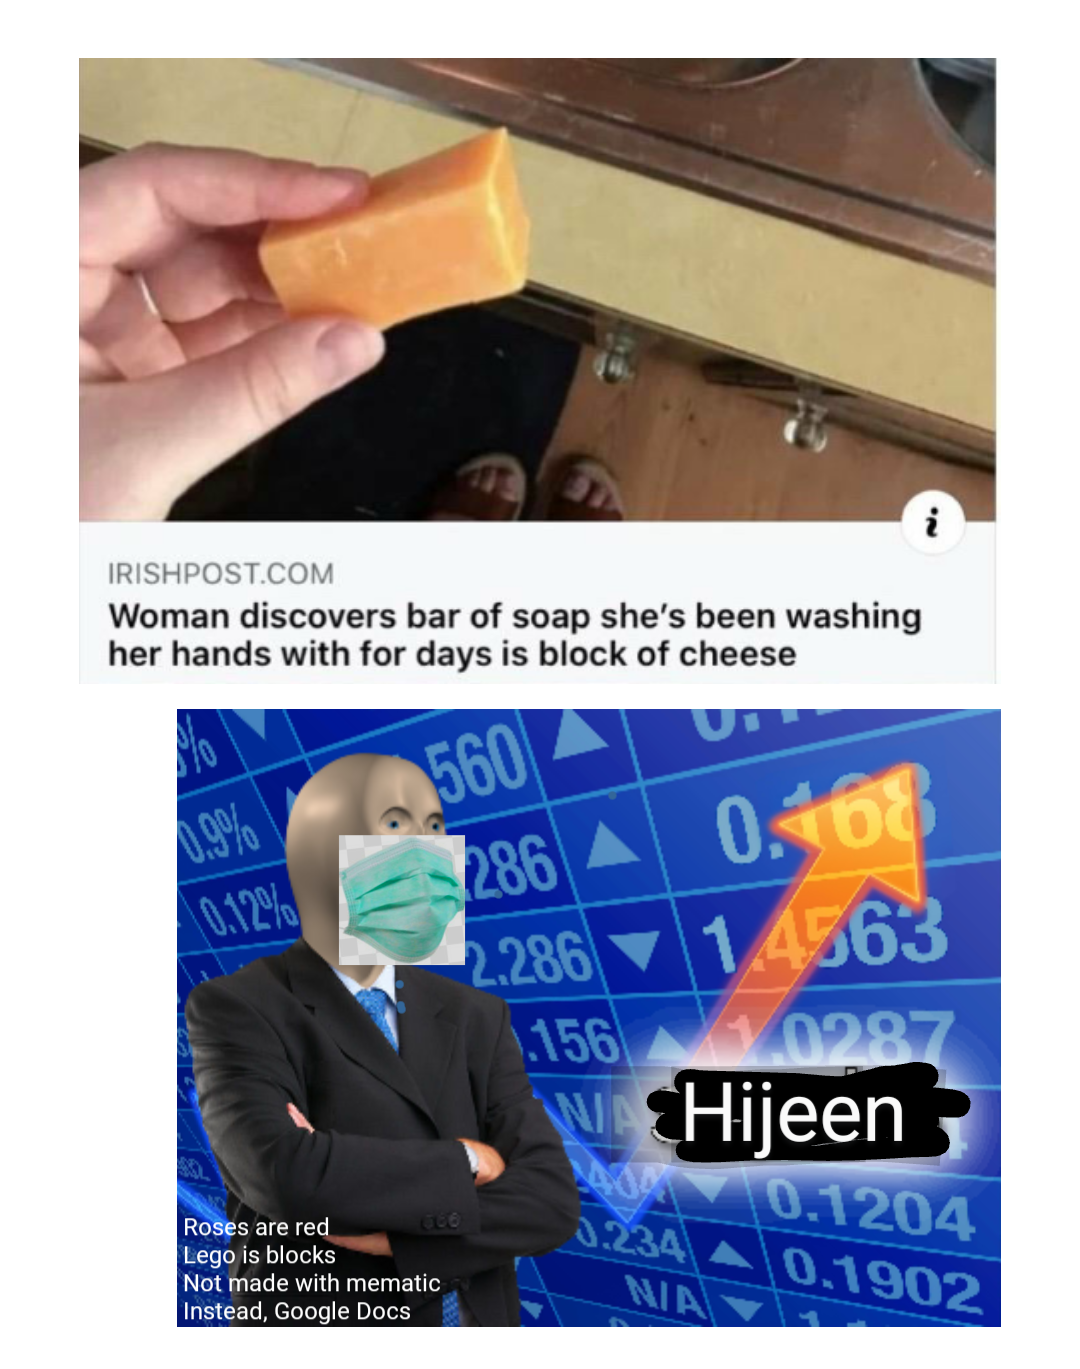 IRISHPOST.COM
Woman discovers bar of soap she's been washing
her hands with for days is block of cheese
0.9%
0.12%
560
286
2.286
.156
N/A
0.234
N/A
0.168
1.4563
1.0287
0.1204
0.1902
Hijeen
Roses are red
Lego is blocks
Not made with mematic
Instead, Google Docs